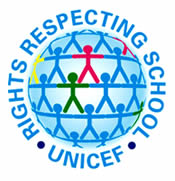 RIGHTS RESPECTING SCHOOL
• UNICEF •